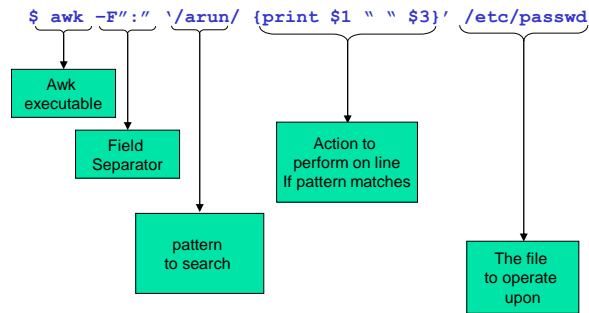 $ awk –F”:” ‘/arun/ {print $1 “ “ $3}’ /etc/passwd
Awk
executable
Field
Separator
Action to
perform on line
If pattern matches
pattern
to search
The file
to operate
upon